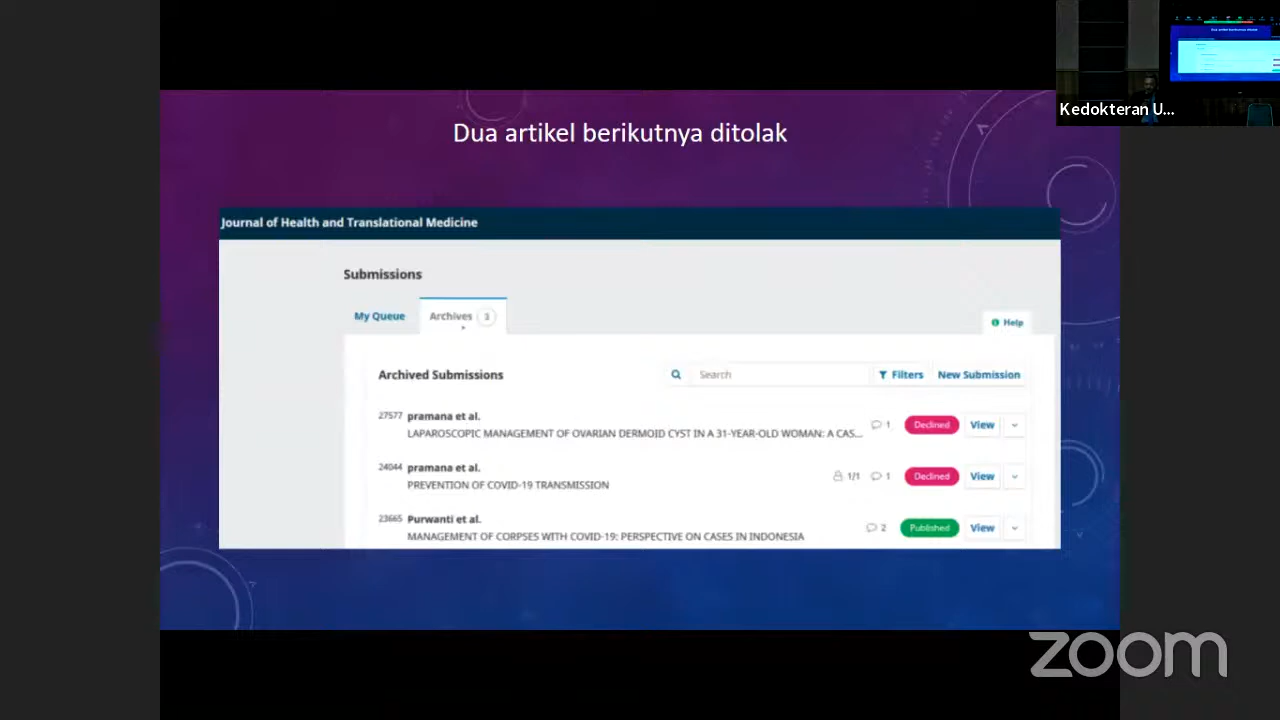 Kedokteran U...
Dua artikel berikutnya ditolak
Journal of Health and Translational Medicine
Submissions
My Queue
Archives 3
Help
Archived Submissions
Search
Filters
New Submission
27577 pramana et al.
LAPAROSCOPIC MANAGEMENT OF OVARIAN DERMOID CYST IN A 31-YEAR-OLD WOMAN: A CAS...
1
Declined
View
24044 pramana et al.
PREVENTION OF COVID-19 TRANSMISSION
1/1
1
Declined
View
23665 Purwanti et al.
MANAGEMENT OF CORPSES WITH COVID-19: PERSPECTIVE ON CASES IN INDONESIA
2
Published
View
zoom